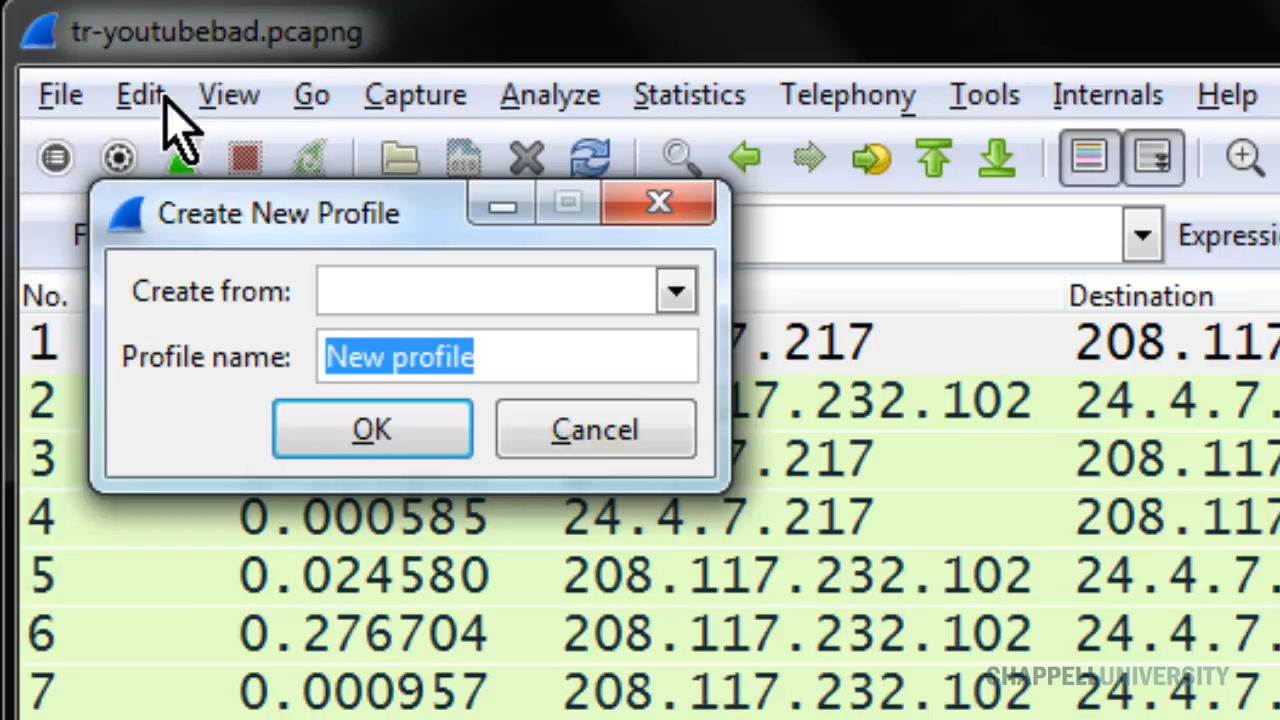 tr-youtubebad.pcapng
File Edit View Go Capture Analyze Statistics Telephony Tools Internals Help
Create New Profile
Create from:
Profile name: New profile
OK Cancel
No. Destination
1 7.217 208.117
2 17.232.102 24.4.7.
3 7.217 208.117
4 0.000585 24.4.7.217 208.117
5 0.024580 208.117.232.102 24.4.7.
6 0.276704 208.117.232.102 24.4.7.
7 0.000957 208.117.232.102 24.4.7.
CHAPPELLUNIVERSITY